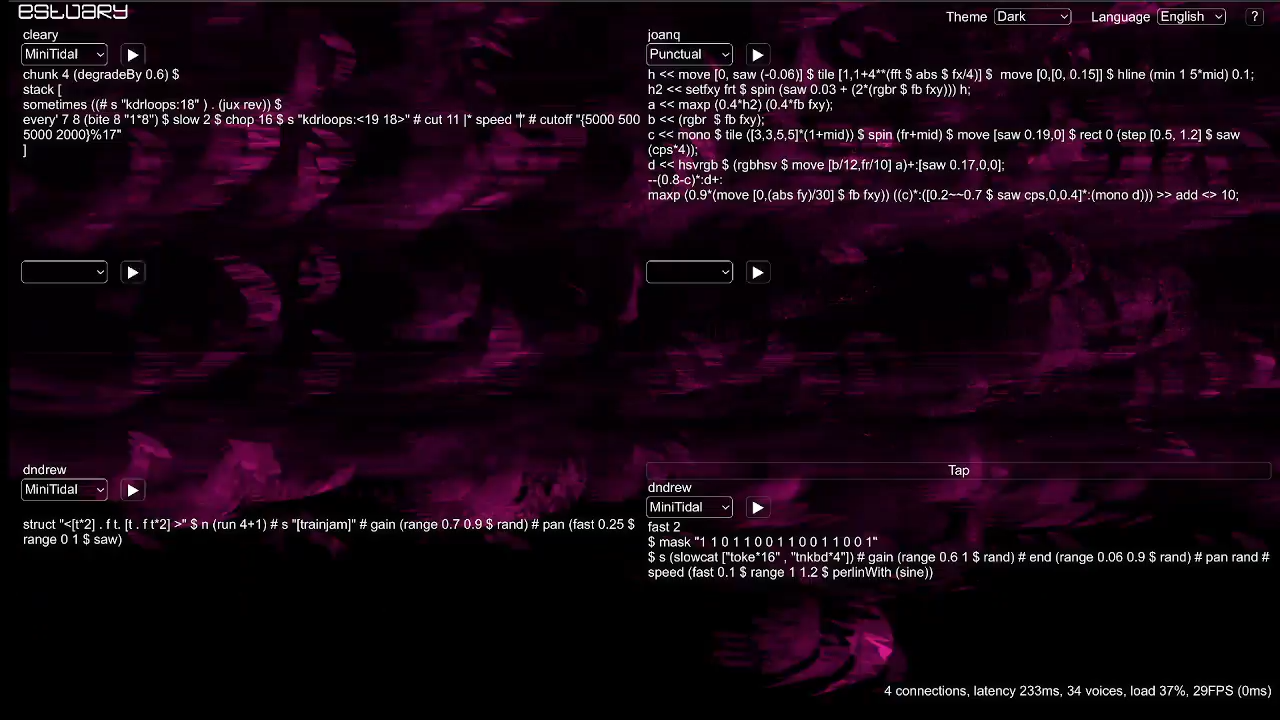 estuary
Theme Dark Language English ?
cleary
MiniTidal
chunk 4 (degradeBy 0.6) $
stack [
sometimes ((# s "kdrloops:18" ) . (jux rev)) $
every' 7 8 (bite 8 "1*8") $ slow 2 $ chop 16 $ s "kdrloops:<19 18>" # cut 11 |* speed "" # cutoff "{5000 500
5000 2000}%17"
]
joanq
Punctual
h << move [0, saw (-0.06)] $ tile [1,1+4**(fft $ abs $ fx/4)] $ move [0,[0, 0.15]] $ hline (min 1 5*mid) 0.1;
h2 << setfxy frt $ spin (saw 0.03 + (2*(rgbr $ fb fxy))) h;
a << maxp (0.4*h2) (0.4*fb fxy);
b << (rgbr fb fxy);
c << mono $ tile ([3,3,5,5]*(1+mid)) $ spin (fr+mid) $ move [saw 0.19,0] $ rect 0 (step [0.5, 1.2] $ saw
(cps*4));
d << hsvrgb $ (rgbhsv $ move [b/12,fr/10] a)+:[saw 0.17,0,0];
--(0.8-c)*:d+:
maxp (0.9*(move [0,(abs fy)/30] $ fb fxy)) ((c)*:([0.2~~0.7 $ saw cps,0,0.4]*:(mono d))) >> add <> 10;
dndrew
MiniTidal
struct "<[t*2] . f t. [t . f t*2] >" $ n (run 4+1) # s "[trainjam]" # gain (range 0.7 0.9 $ rand) # pan (fast 0.25 $
range 0 1 $ saw)
Tap
dndrew
MiniTidal
fast 2
$ mask "1 1 0 1 1 0 0 1 1 0 0 1 1 0 0 1"
$ s (slowcat ["toke*16" , "tnkbd*4"]) # gain (range 0.6 1 $ rand) # end (range 0.06 0.9 $ rand) # pan rand #
speed (fast 0.1 $ range 1 1.2 $ perlinWith (sine))
4 connections, latency 233ms, 34 voices, load 37%, 29FPS (0ms)